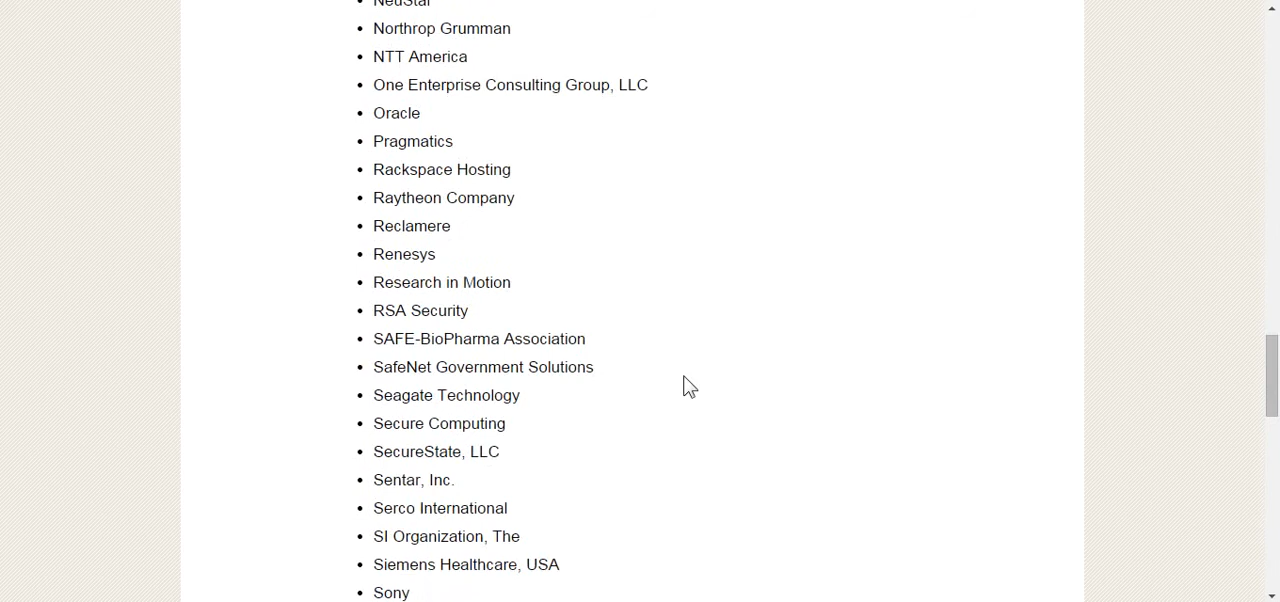 NeuStar
Northrop Grumman
NTT America
One Enterprise Consulting Group, LLC
Oracle
Pragmatics
Rackspace Hosting
Raytheon Company
Reclamere
Renesys
Research in Motion
RSA Security
SAFE-BioPharma Association
SafeNet Government Solutions
Seagate Technology
Secure Computing
SecureState, LLC
Sentar, Inc.
Serco International
SI Organization, The
Siemens Healthcare, USA
Sony